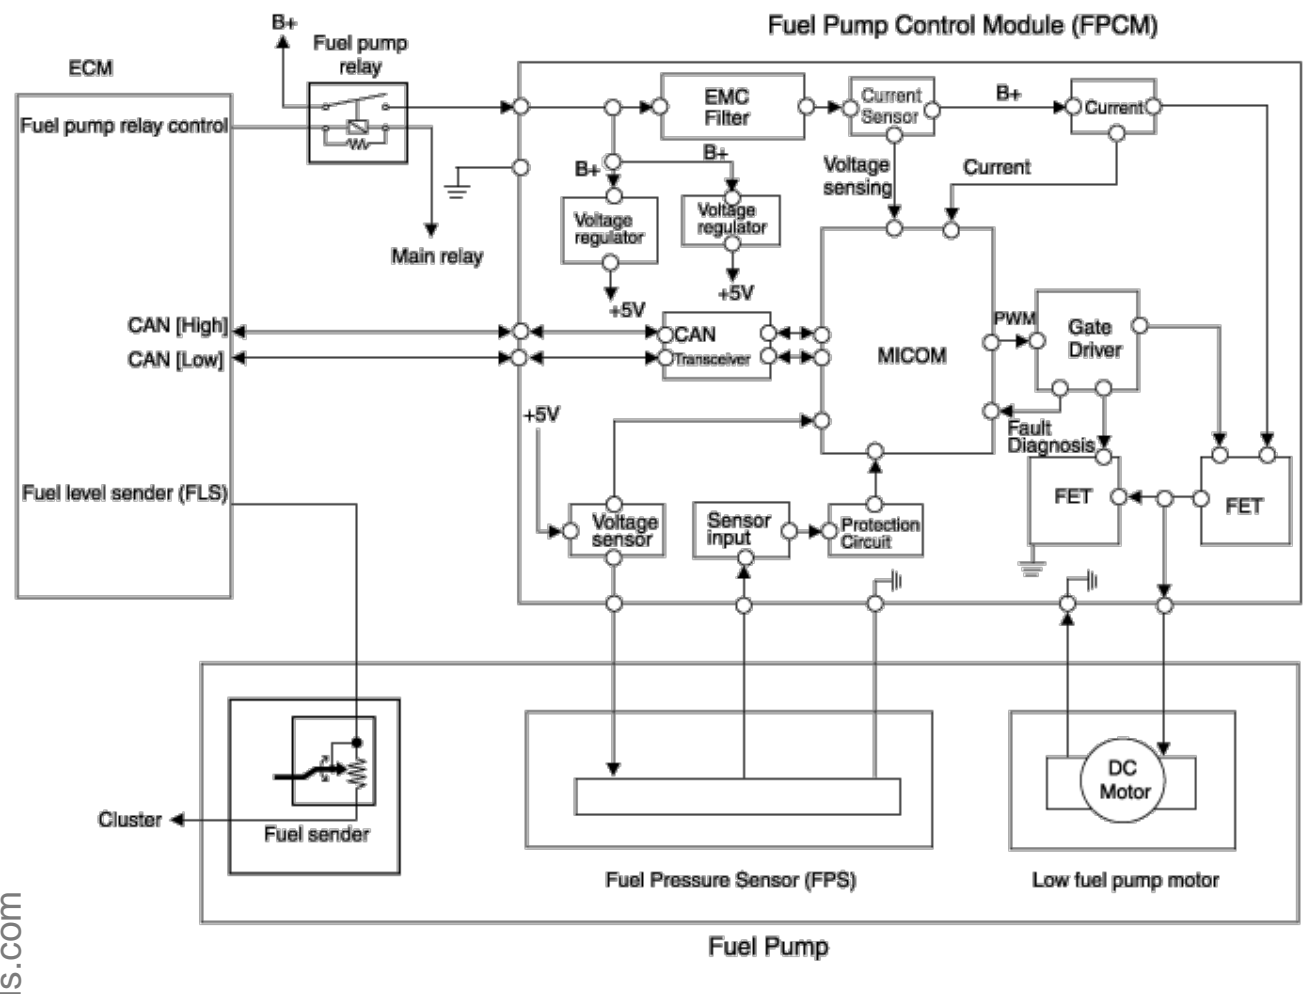 B+
Fuel Pump Control Module (FPCM)
Fuel pump
relay
ECM
Fuel pump relay control
EMC
Filter
Current
Sensor
B+
Current
B+
B+
Voltage
sensing
Current
Voltage
regulator
Voltage
regulator
Main relay
+5V
+5V
CAN [High]
CAN [Low]
CAN
Transceiver
MICOM
PWM
Gate
Driver
+5V
Fault
Diagnosis
Fuel level sender (FLS)
FET
FET
Voltage
sensor
Sensor
input
Protection
Circuit
DC
Motor
Cluster
Fuel sender
Fuel Pressure Sensor (FPS)
Low fuel pump motor
Fuel Pump
ls.com